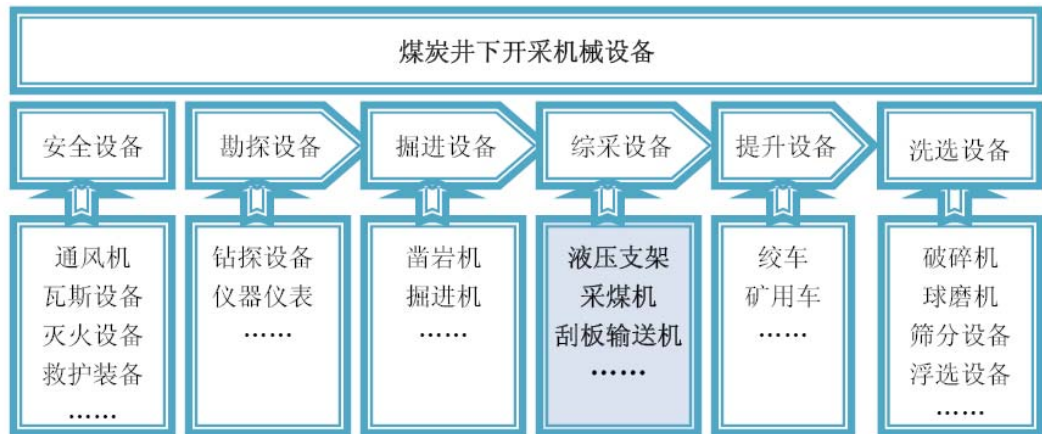 煤炭井下开采机械设备
安全设备
勘探设备
掘进设备
综采设备
提升设备
洗选设备
通风机
瓦斯设备
灭火设备
救护装备
……
钻探设备
仪器仪表
……
凿岩机
掘进机
……
液压支架
采煤机
刮板输送机
……
绞车
矿用车
……
破碎机
球磨机
筛分设备
浮选设备
……